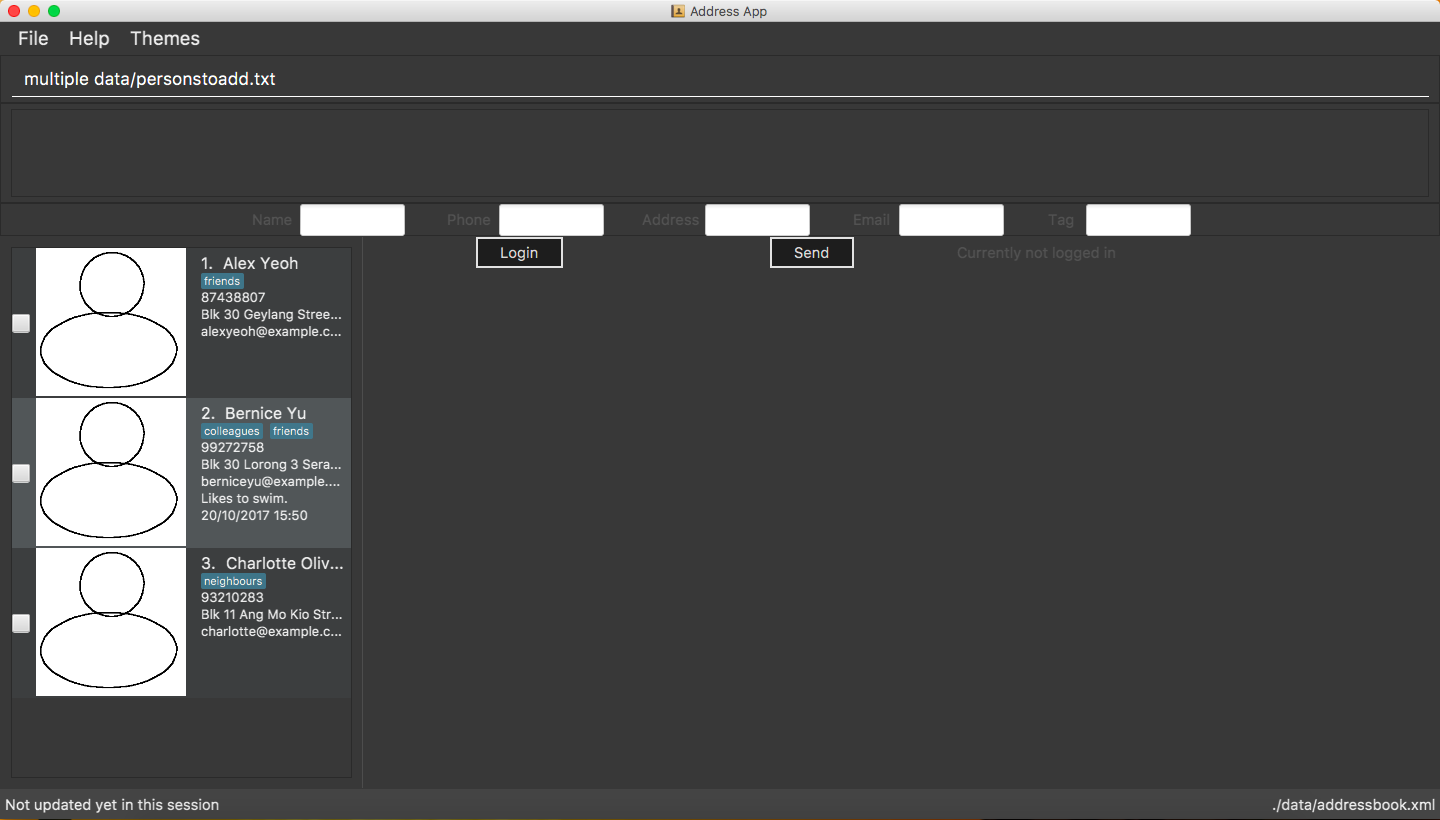 Address App
File Help Themes
multiple data/personstoadd.txt
Name Phone Address Email Tag
Login Send Currently not logged in
1. Alex Yeoh
friends
87438807
Blk 30 Geylang Stree...
alexyeoh@example.c...
2. Bernice Yu
colleagues friends
99272758
Blk 30 Lorong 3 Sera...
berniceyu@example....
Likes to swim.
20/10/2017 15:50
3. Charlotte Oliv...
neighbours
93210283
Blk 11 Ang Mo Kio Str...
charlotte@example.c...
Not updated yet in this session ./data/addressbook.xml